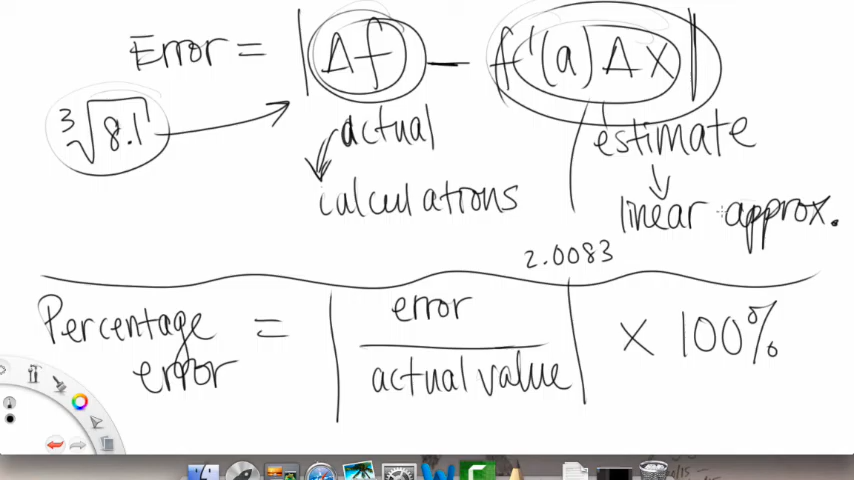 Error = |Δf - f'(a) Δx|
∛8.1
actual
estimate
calculations
linear approx.
2.0083
Percentage error = |error / actual value| × 100%